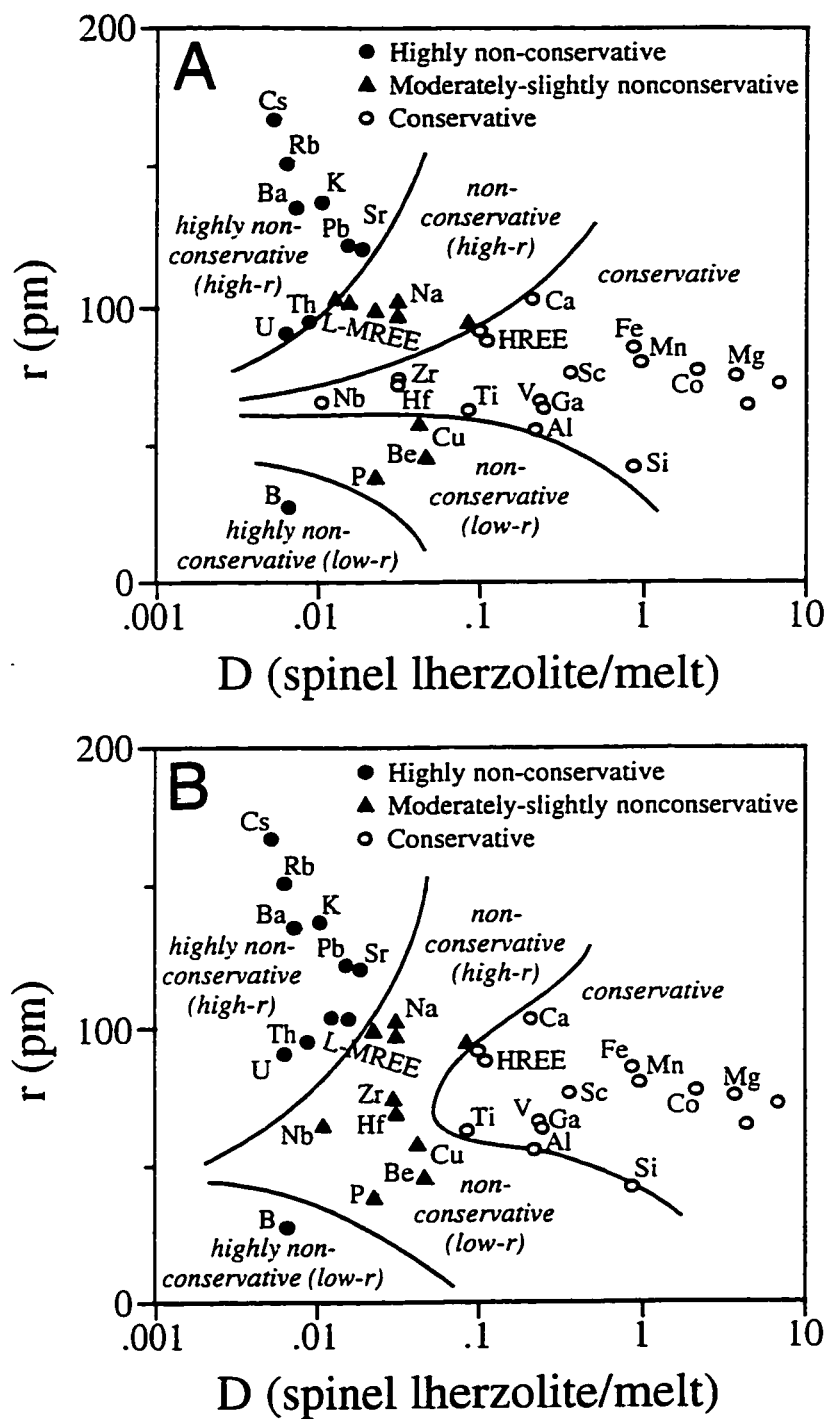 A
● Highly non-conservative
▲ Moderately-slightly nonconservative
○ Conservative
200
100
0
r (pm)
Cs
Rb
Ba
K
Pb
Sr
highly non-
conservative
(high-r)
non-
conservative
(high-r)
conservative
Th
U
L-MREE
Na
Ca
HREE
Fe
Mn
Mg
Co
Sc
Zr
Hf
Nb
Ti
V
Ga
Al
Cu
Be
P
Si
non-
conservative
(low-r)
B
highly non-
conservative (low-r)
.001
.01
.1
1
10
D (spinel lherzolite/melt)
B
● Highly non-conservative
▲ Moderately-slightly nonconservative
○ Conservative
200
100
0
r (pm)
Cs
Rb
Ba
K
Pb
Sr
highly non-
conservative
(high-r)
non-
conservative
(high-r)
conservative
Th
U
L-MREE
Na
Ca
HREE
Fe
Mn
Mg
Co
Sc
Zr
Hf
Nb
Ti
V
Ga
Al
Cu
Be
P
Si
non-
conservative
(low-r)
B
highly non-
conservative (low-r)
.001
.01
.1
1
10
D (spinel lherzolite/melt)